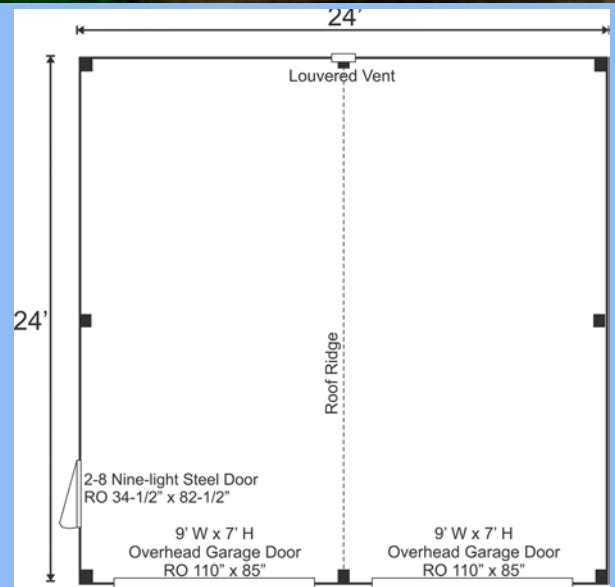 24’
Louvered Vent
24’
Roof Ridge
2-8 Nine-light Steel Door
RO 34-1/2” x 82-1/2”
9’ W x 7’ H
Overhead Garage Door
RO 110” x 85”
9’ W x 7’ H
Overhead Garage Door
RO 110” x 85”